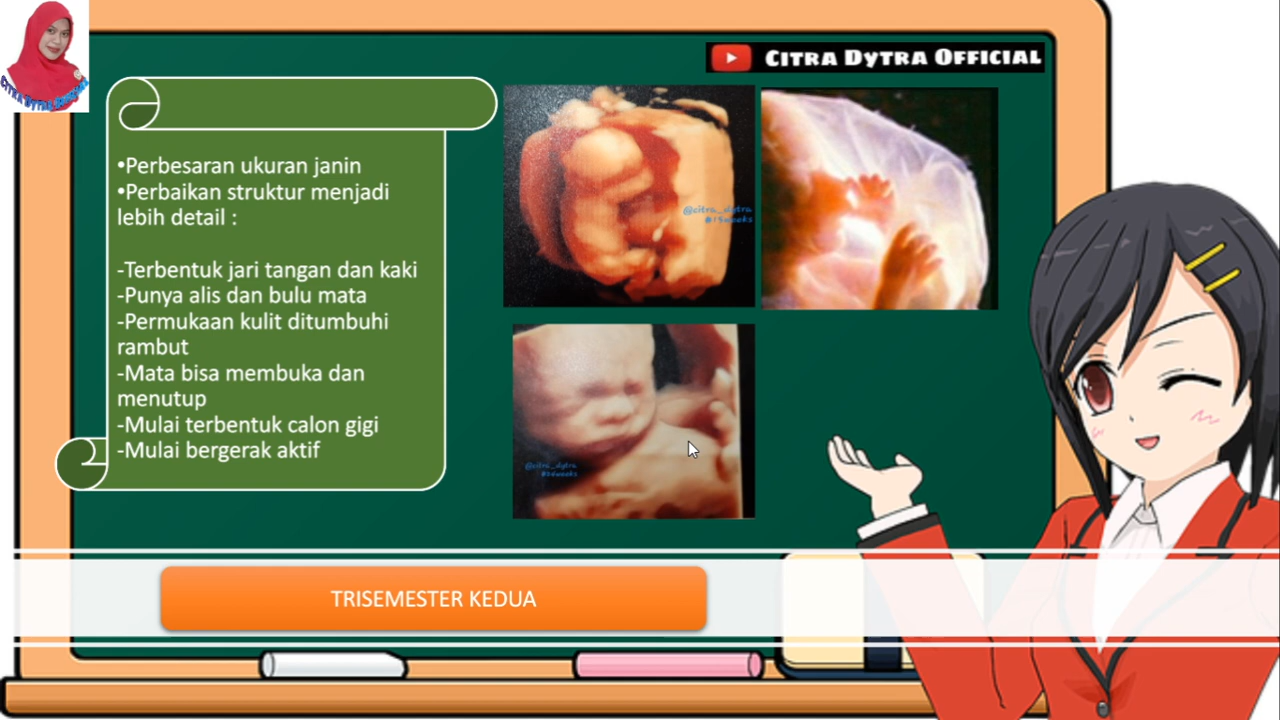 CITRA DYTRA OFFICIAL
•Perbesaran ukuran janin
•Perbaikan struktur menjadi
lebih detail :
-Terbentuk jari tangan dan kaki
-Punya alis dan bulu mata
-Permukaan kulit ditumbuhi
rambut
-Mata bisa membuka dan
menutup
-Mulai terbentuk calon gigi
-Mulai bergerak aktif
@citra_dytra
@citra_dytra
TRISEMESTER KEDUA